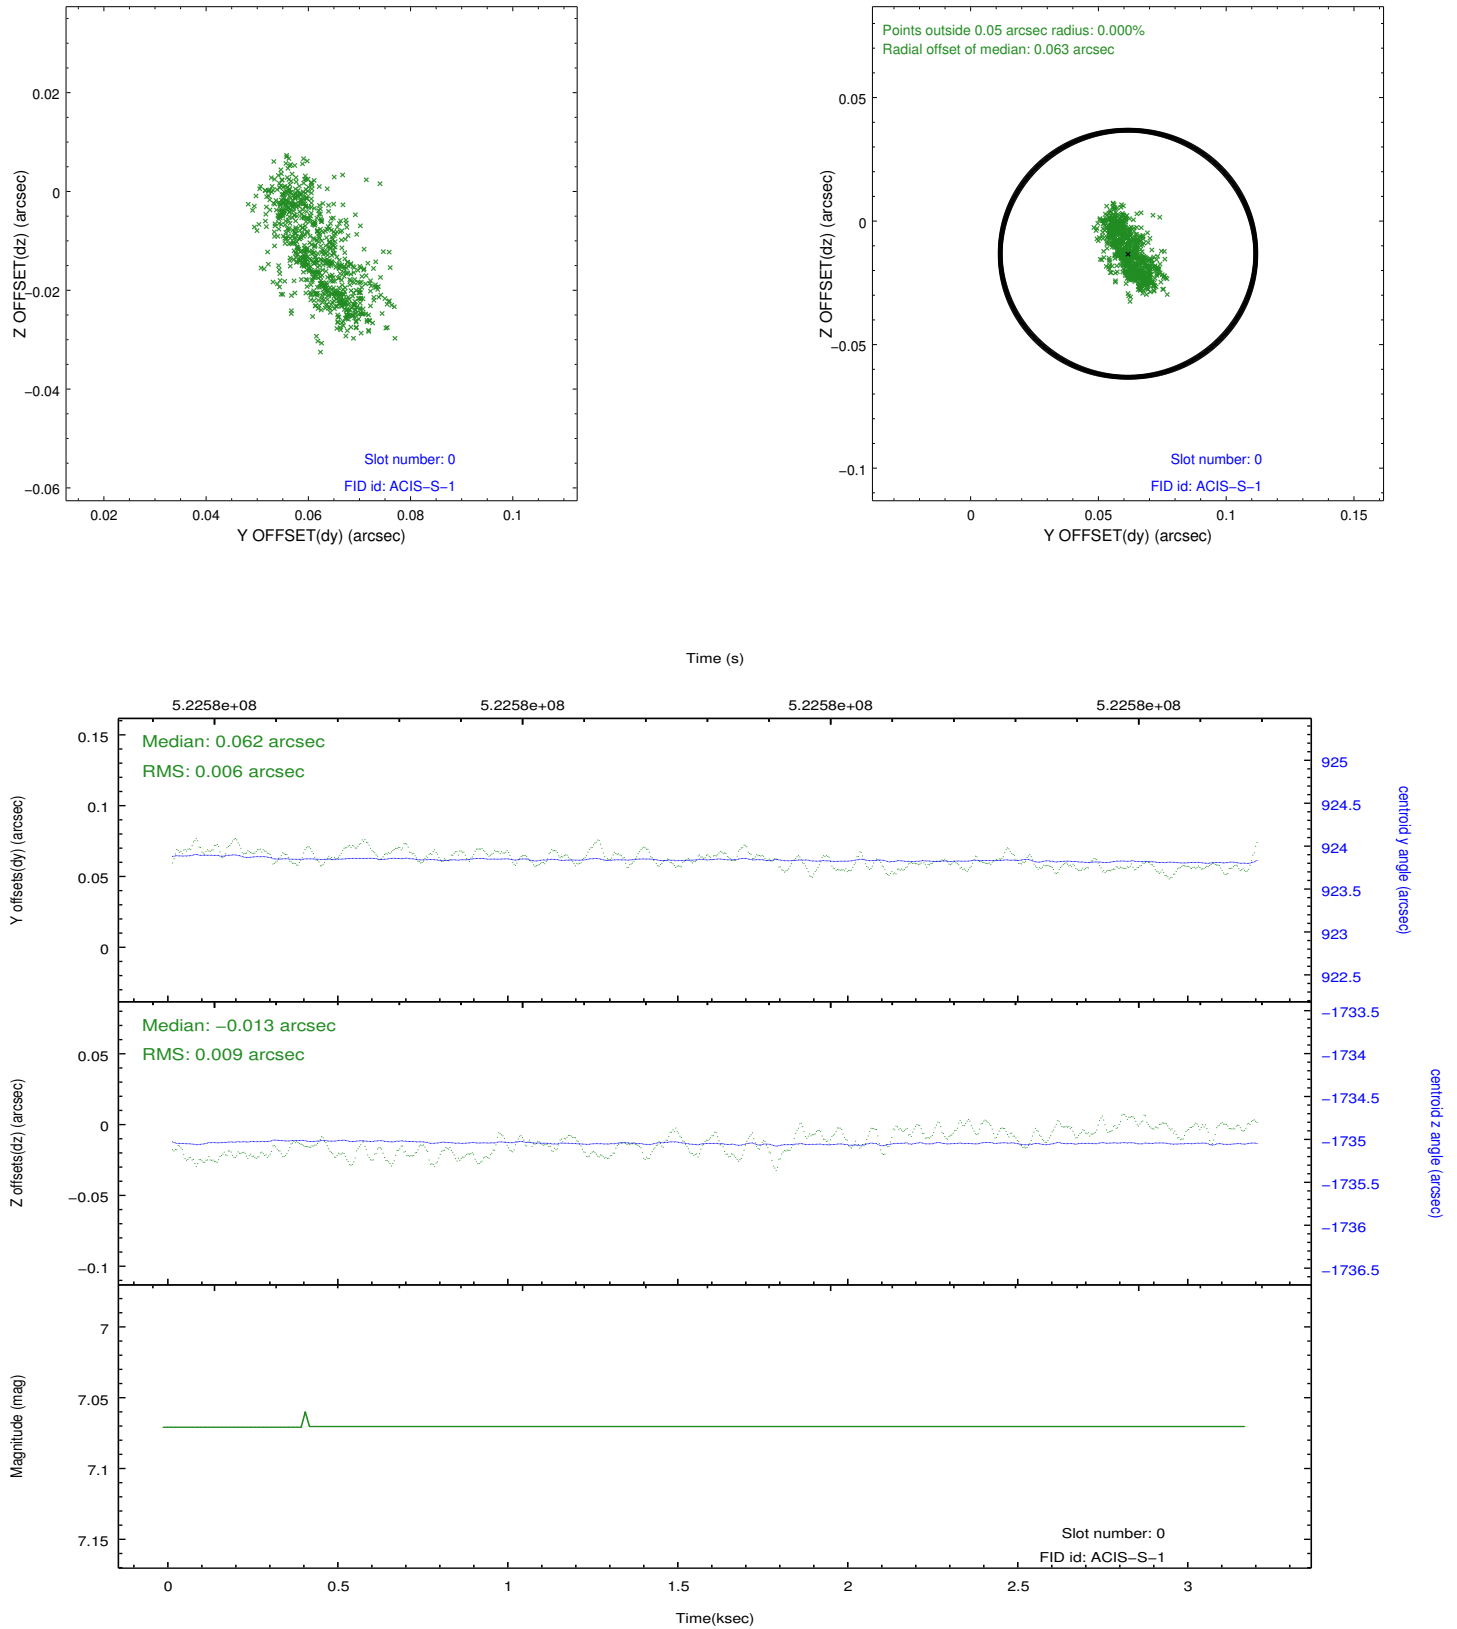 0.02
0
−0.02
−0.04
−0.06
Z OFFSET(dz) (arcsec)
Slot number: 0
FID id: ACIS−S−1
0.02 0.04 0.06 0.08 0.1
Y OFFSET(dy) (arcsec)
Points outside 0.05 arcsec radius: 0.000%
Radial offset of median: 0.063 arcsec
0.05
0
−0.05
−0.1
Z OFFSET(dz) (arcsec)
Slot number: 0
FID id: ACIS−S−1
0 0.05 0.1 0.15
Y OFFSET(dy) (arcsec)
Time (s)
5.2258e+08 5.2258e+08 5.2258e+08 5.2258e+08
Median: 0.062 arcsec
RMS: 0.006 arcsec
0.15
0.1
0.05
0
Y offsets(dy) (arcsec)
925
924.5
924
923.5
923
922.5
centroid y angle (arcsec)
Median: −0.013 arcsec
RMS: 0.009 arcsec
0.05
0
−0.05
−0.1
Z offsets(dz) (arcsec)
−1733.5
−1734
−1734.5
−1735
−1735.5
−1736
−1736.5
centroid z angle (arcsec)
7
7.05
7.1
7.15
Magnitude (mag)
Slot number: 0
FID id: ACIS−S−1
0 0.5 1 1.5 2 2.5 3
Time(ksec)